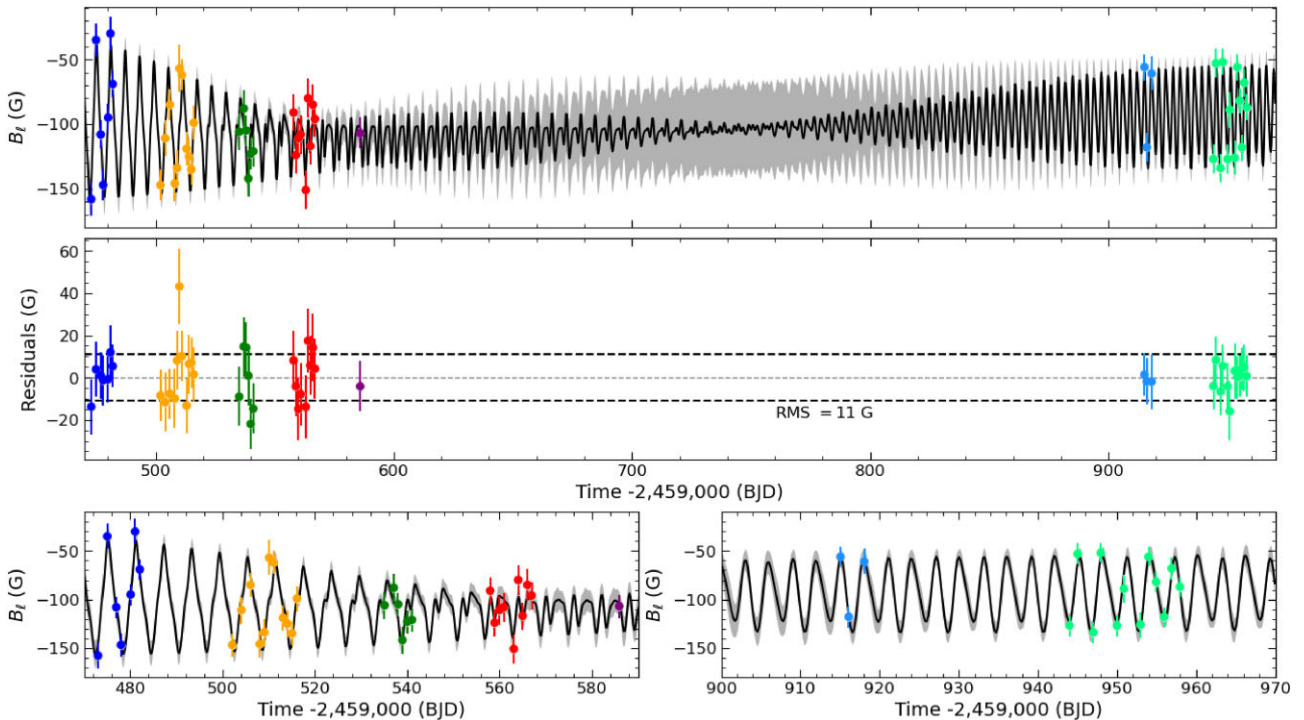 −50
−100
−150
Bℓ (G)
60
40
20
0
−20
Residuals (G)
RMS = 11 G
500 600 700 800 900
Time -2,459,000 (BJD)
−50
−100
−150
Bℓ (G)
480 500 520 540 560 580
Time -2,459,000 (BJD)
−50
−100
−150
Bℓ (G)
900 910 920 930 940 950 960 970
Time -2,459,000 (BJD)